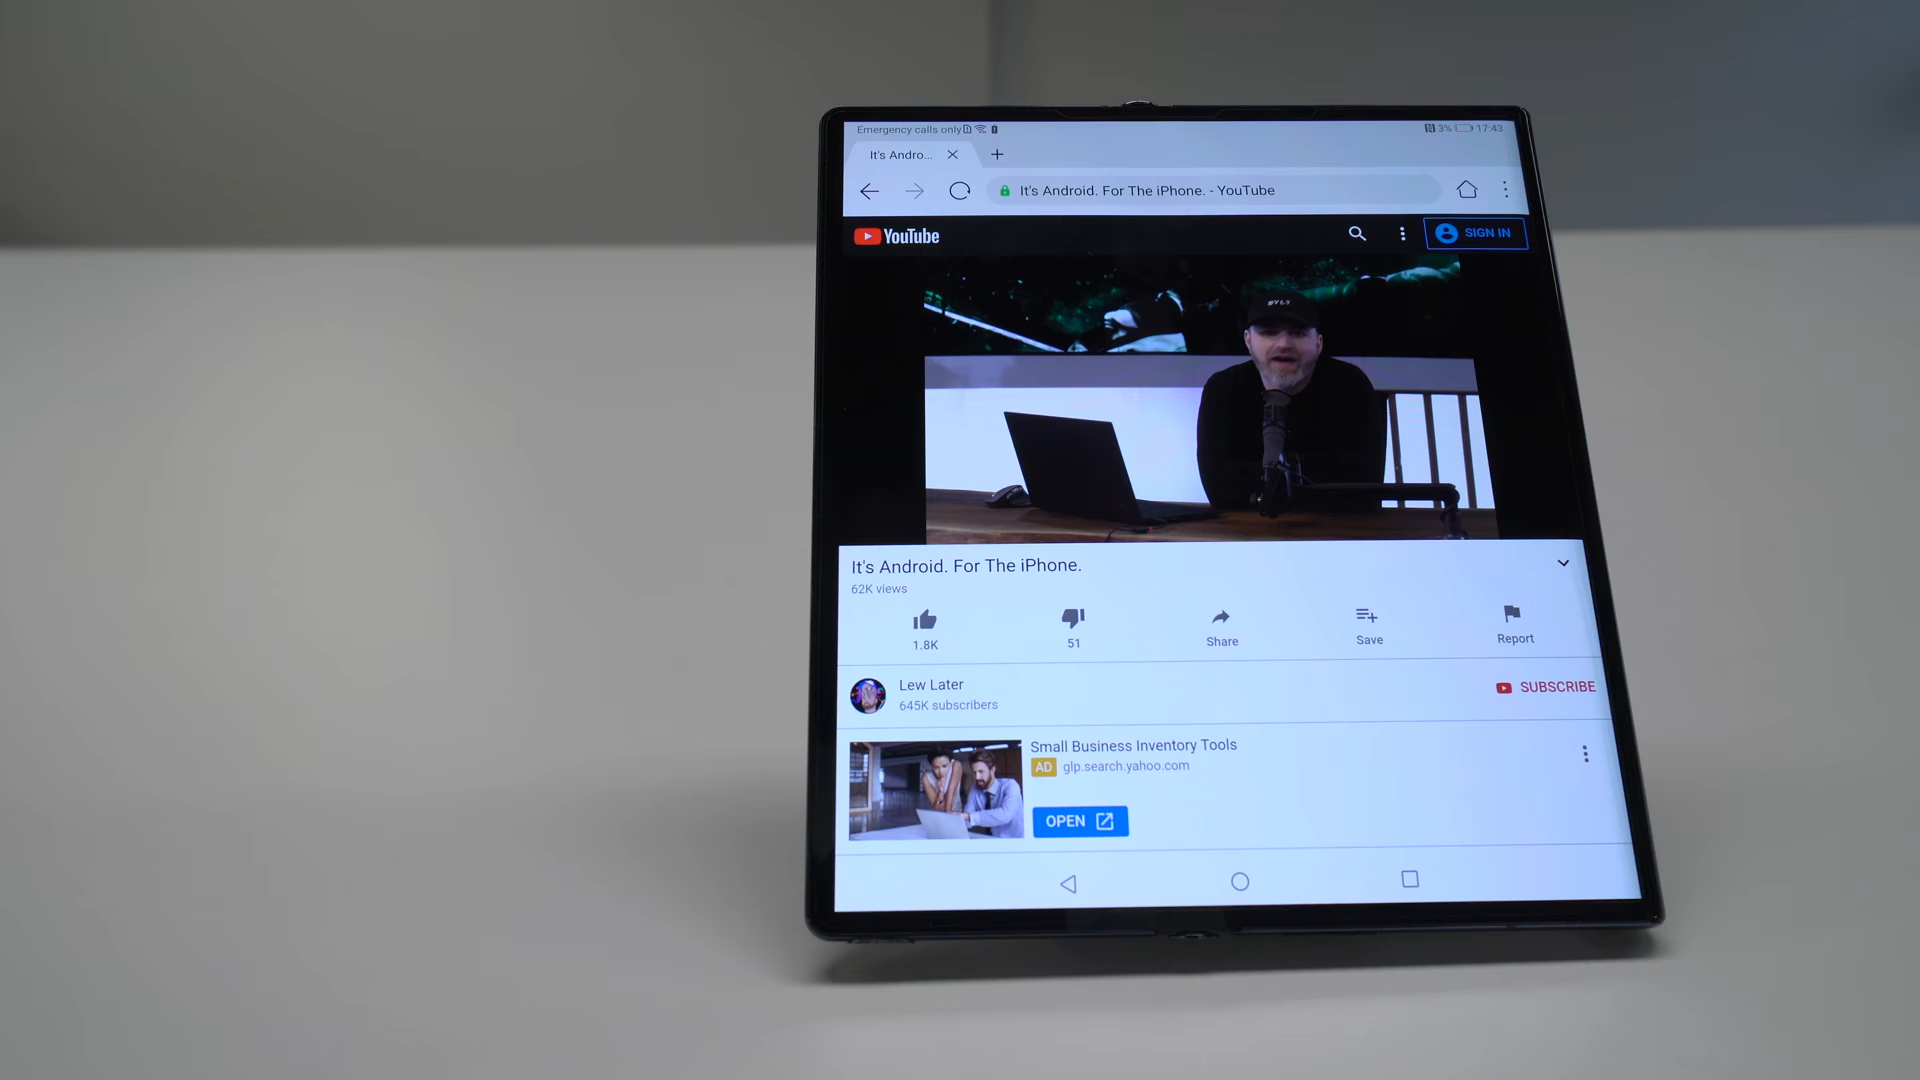 Emergency calls only
3% 17:43
It's Andro...
It's Android. For The iPhone. - YouTube
YouTube
SIGN IN
It's Android. For The iPhone.
62K views
1.8K
51
Share
Save
Report
Lew Later
645K subscribers
SUBSCRIBE
Small Business Inventory Tools
AD glp.search.yahoo.com
OPEN